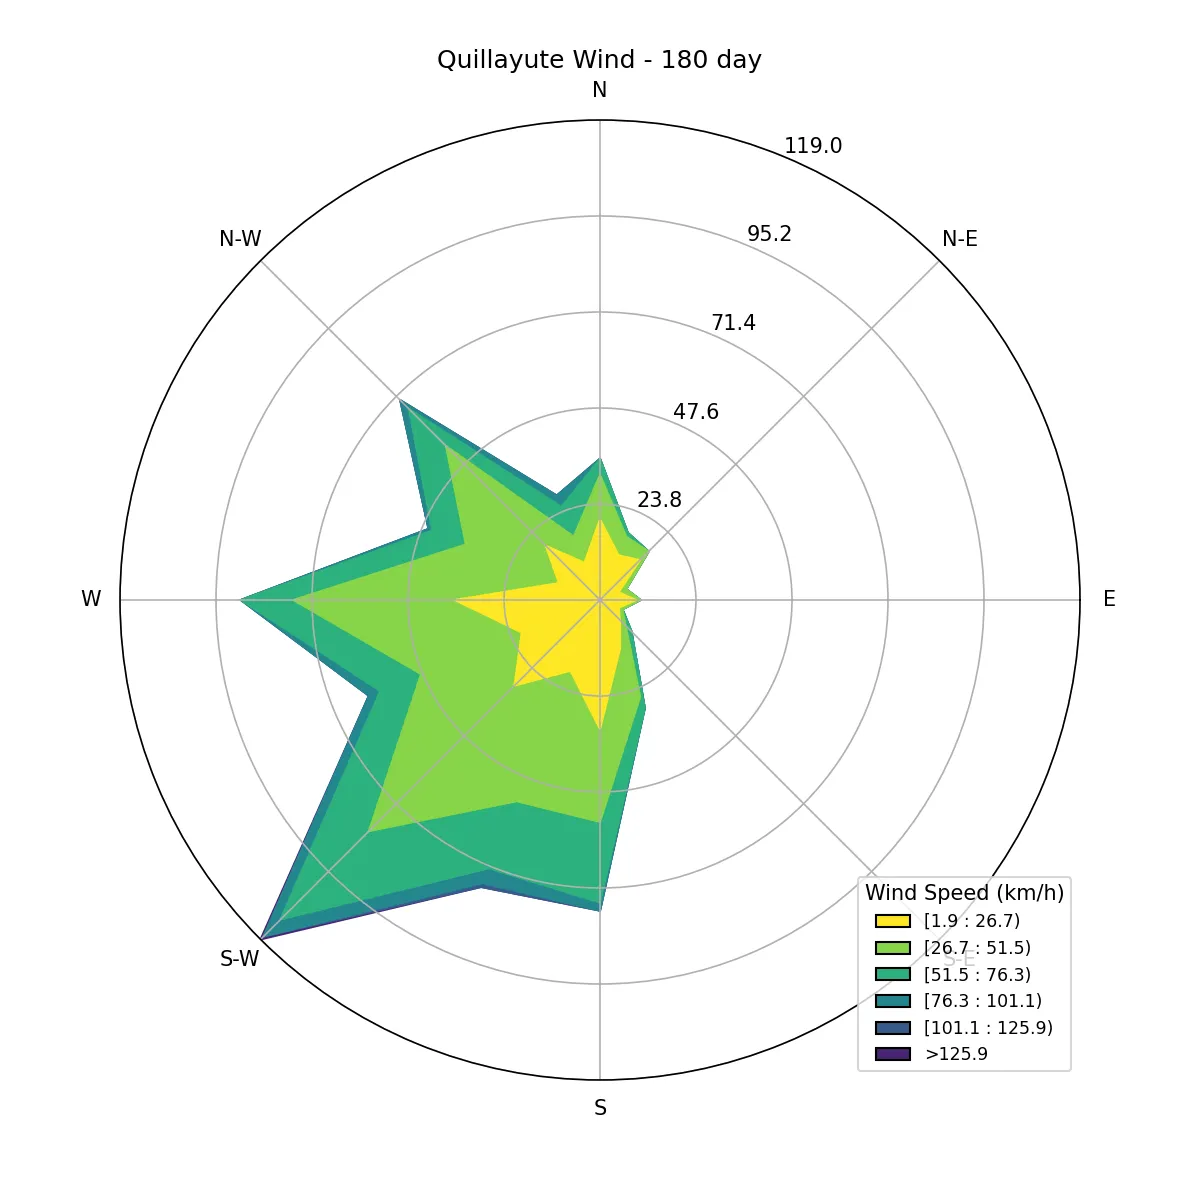 Quillayute Wind - 180 day
N
119.0
95.2
N-W
N-E
71.4
47.6
23.8
W
E
Wind Speed (km/h)
[1.9 : 26.7)
[26.7 : 51.5)
S-W
S-E
[51.5 : 76.3)
[76.3 : 101.1)
[101.1 : 125.9)
>125.9
S